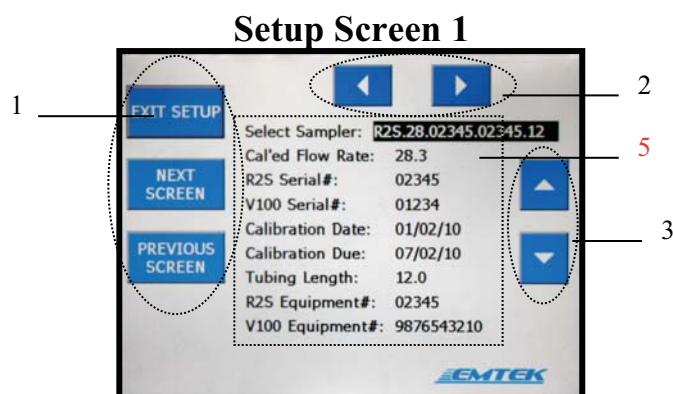 Setup Screen 1
1
2
5
3
EXIT SETUP
NEXT
SCREEN
PREVIOUS
SCREEN
Select Sampler: R2S.28.02345.02345.12
Cal'ed Flow Rate: 28.3
R2S Serial#: 02345
V100 Serial#: 01234
Calibration Date: 01/02/10
Calibration Due: 07/02/10
Tubing Length: 12.0
R2S Equipment#: 02345
V100 Equipment#: 9876543210
EMTEK